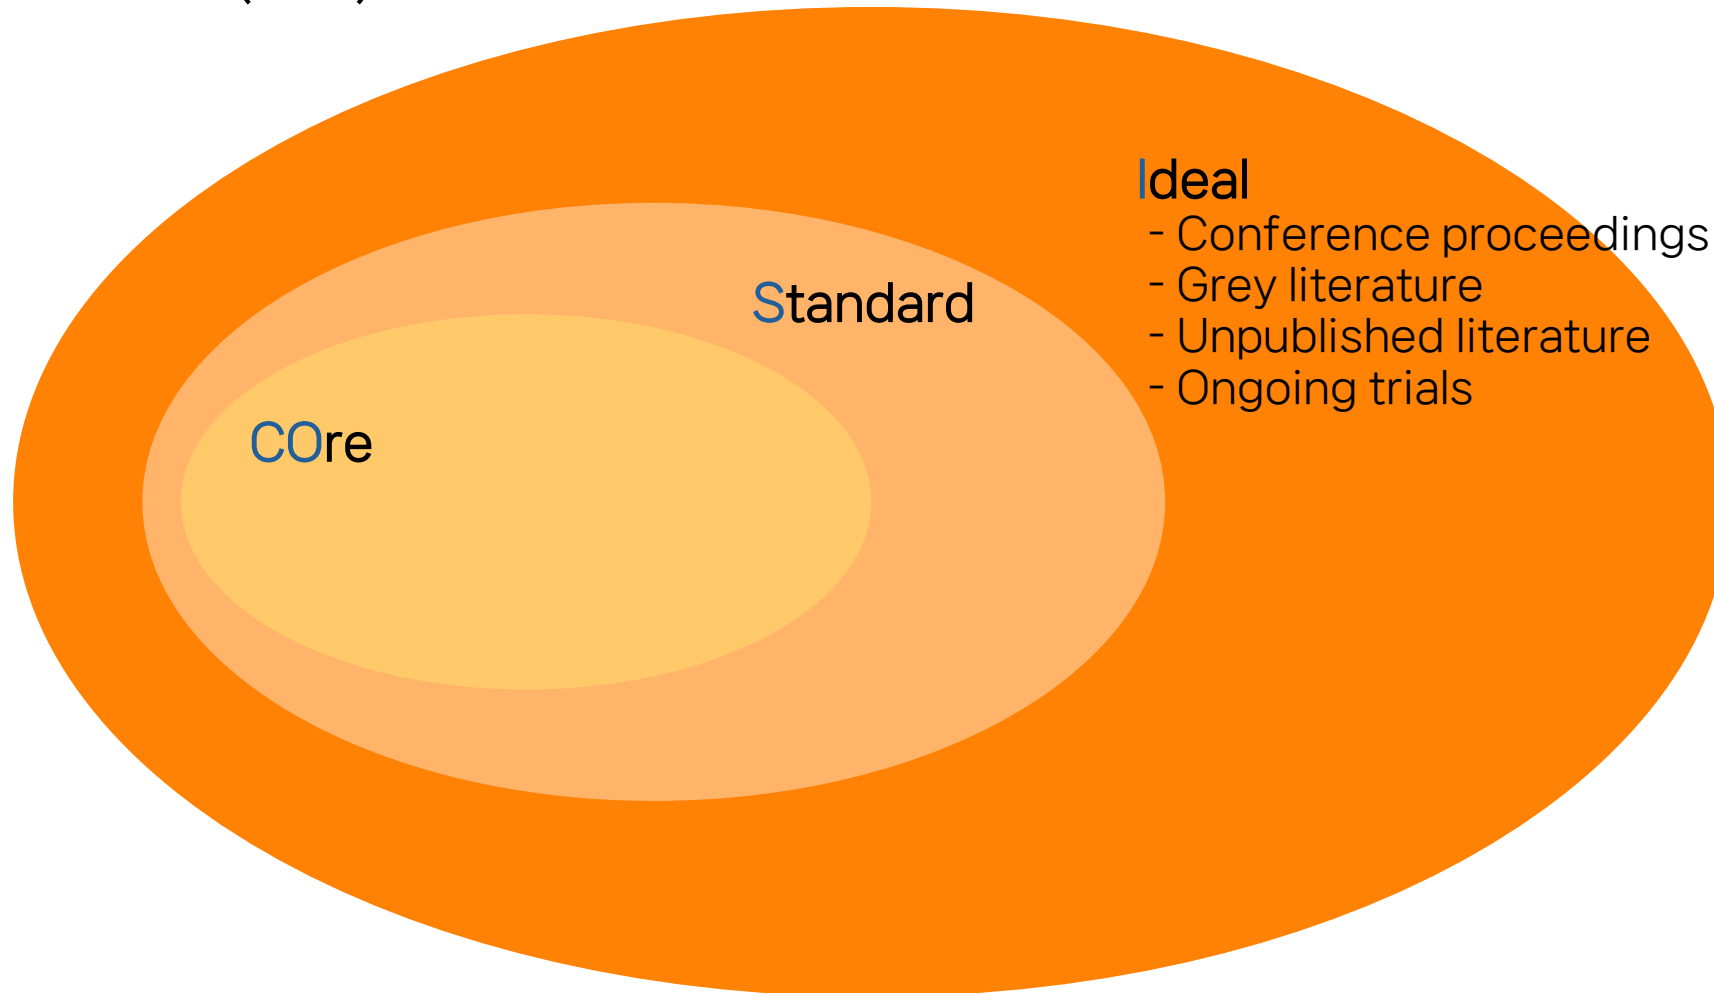 Ideal
- Conference proceedings
- Grey literature
- Unpublished literature
- Ongoing trials
Standard
COre